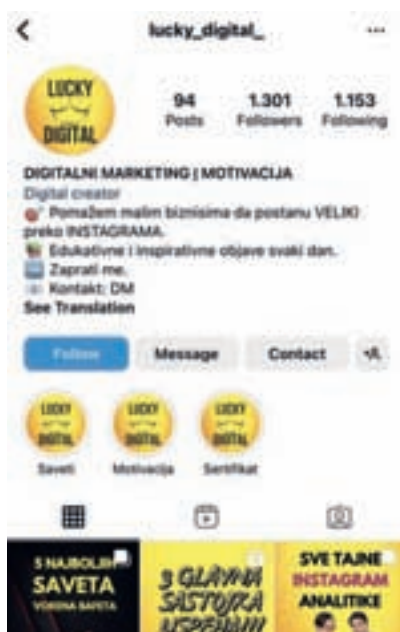 lucky_digital_
LUCKY
DIGITAL
94
Posts
1.301
Followers
1.153
Following
DIGITALNI MARKETING | MOTIVACIJA
Digital creator
Pomažem malim biznisima da postanu VELIKI
preko INSTAGRAMA.
Edukativne i inspirativne objave svaki dan.
Zaprati me.
Kontakt: DM
See Translation
Follow
Message
Contact
LUCKY
DIGITAL
LUCKY
DIGITAL
LUCKY
DIGITAL
Saveti
Motivacija
Sertifikat
5 NAJBOLJIH
SAVETA
3 GLAVNA
SASTOJKA
USPEHA!!!
SVE TAJNE
INSTAGRAM
ANALITIKE